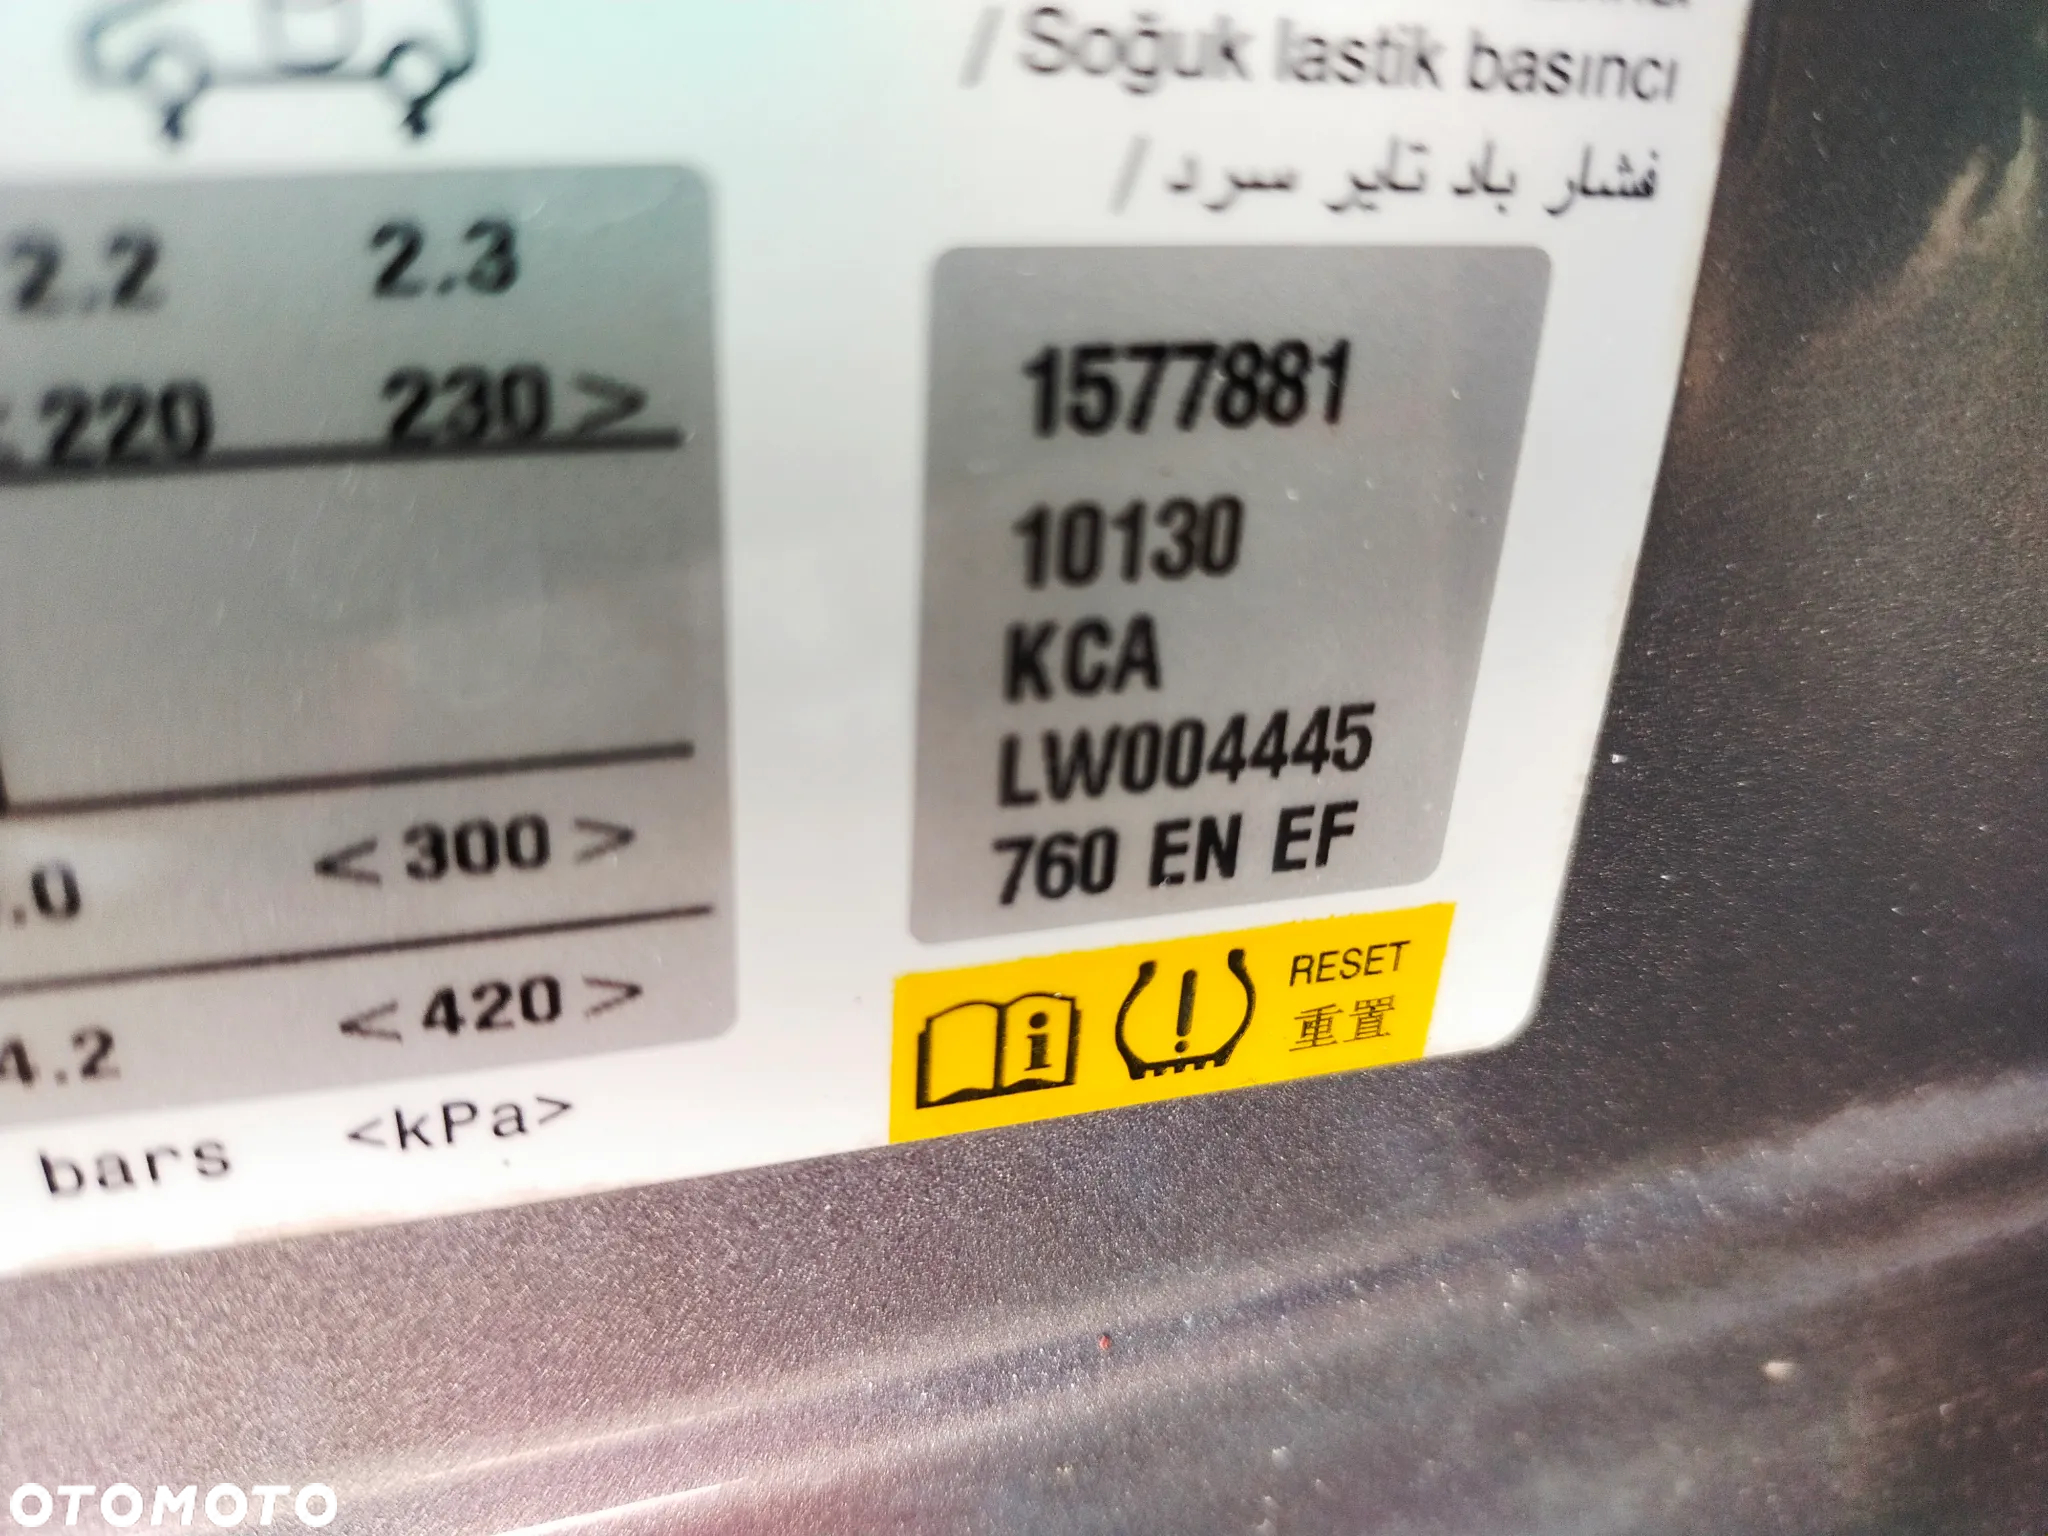 / Soğuk lastik basıncı
فشار باد تایر سرد /
2.2 2.3
220 230 >
< 300 >
< 420 >
4.2
bars <kPa>
1577881
10130
KCA
LW004445
760 EN EF
RESET
重置
OTOMOTO